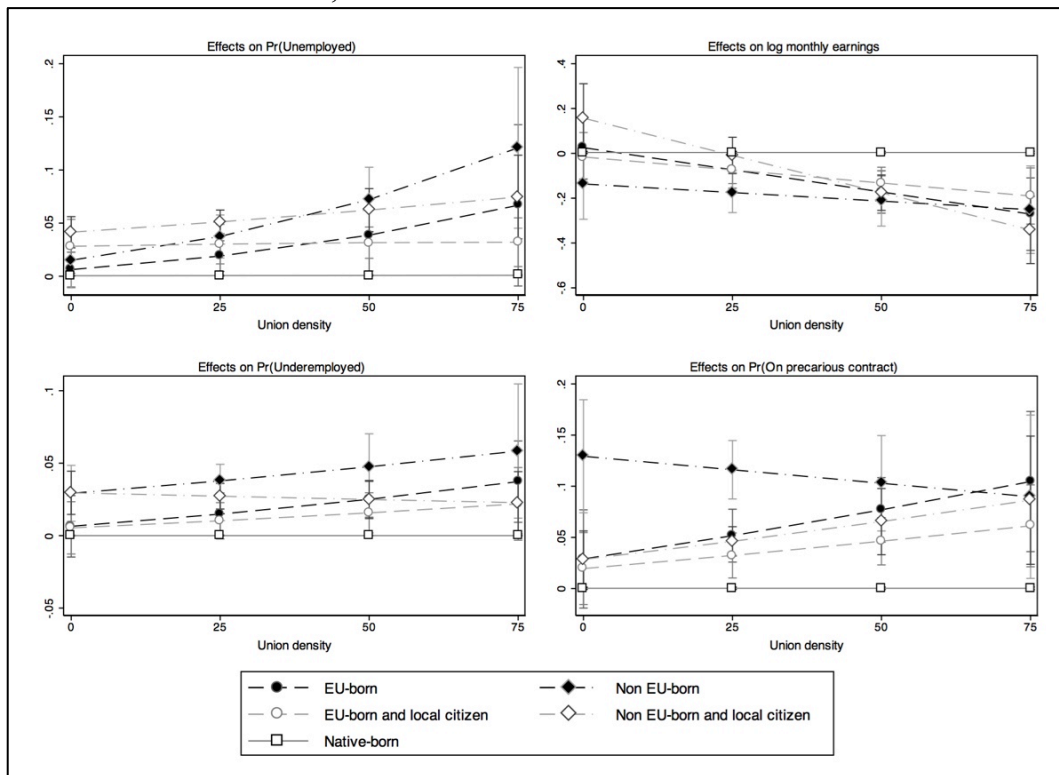 Effects on Pr(Unemployed)
.2
.15
.1
.05
0
0 25 50 75
Union density
Effects on log monthly earnings
.4
.2
0
-.2
-.4
-.6
0 25 50 75
Union density
Effects on Pr(Underemployed)
.1
.05
0
-.05
0 25 50 75
Union density
Effects on Pr(On precarious contract)
.2
.15
.1
.05
0
0 25 50 75
Union density
EU-born Non EU-born
EU-born and local citizen Non EU-born and local citizen
Native-born